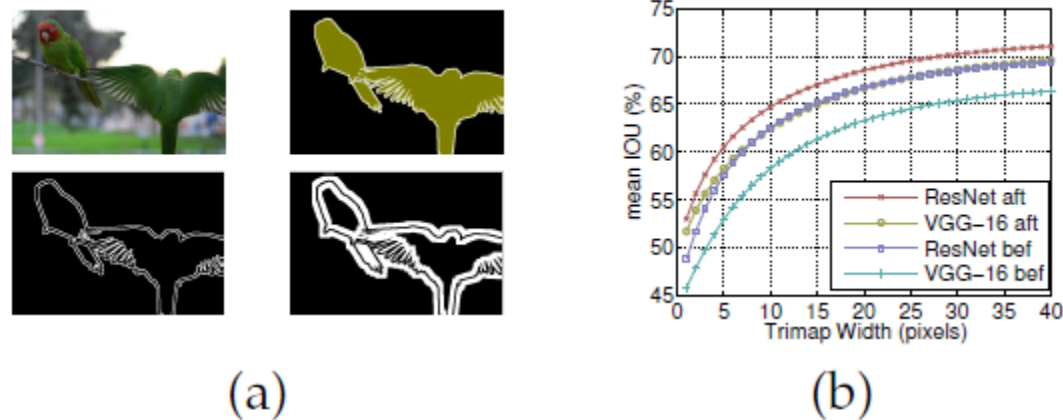 75
70
65
60
55
50
45
mean IOU (%)
ResNet aft
VGG−16 aft
ResNet bef
VGG−16 bef
0 5 10 15 20 25 30 35 40
Trimap Width (pixels)
(a)
(b)